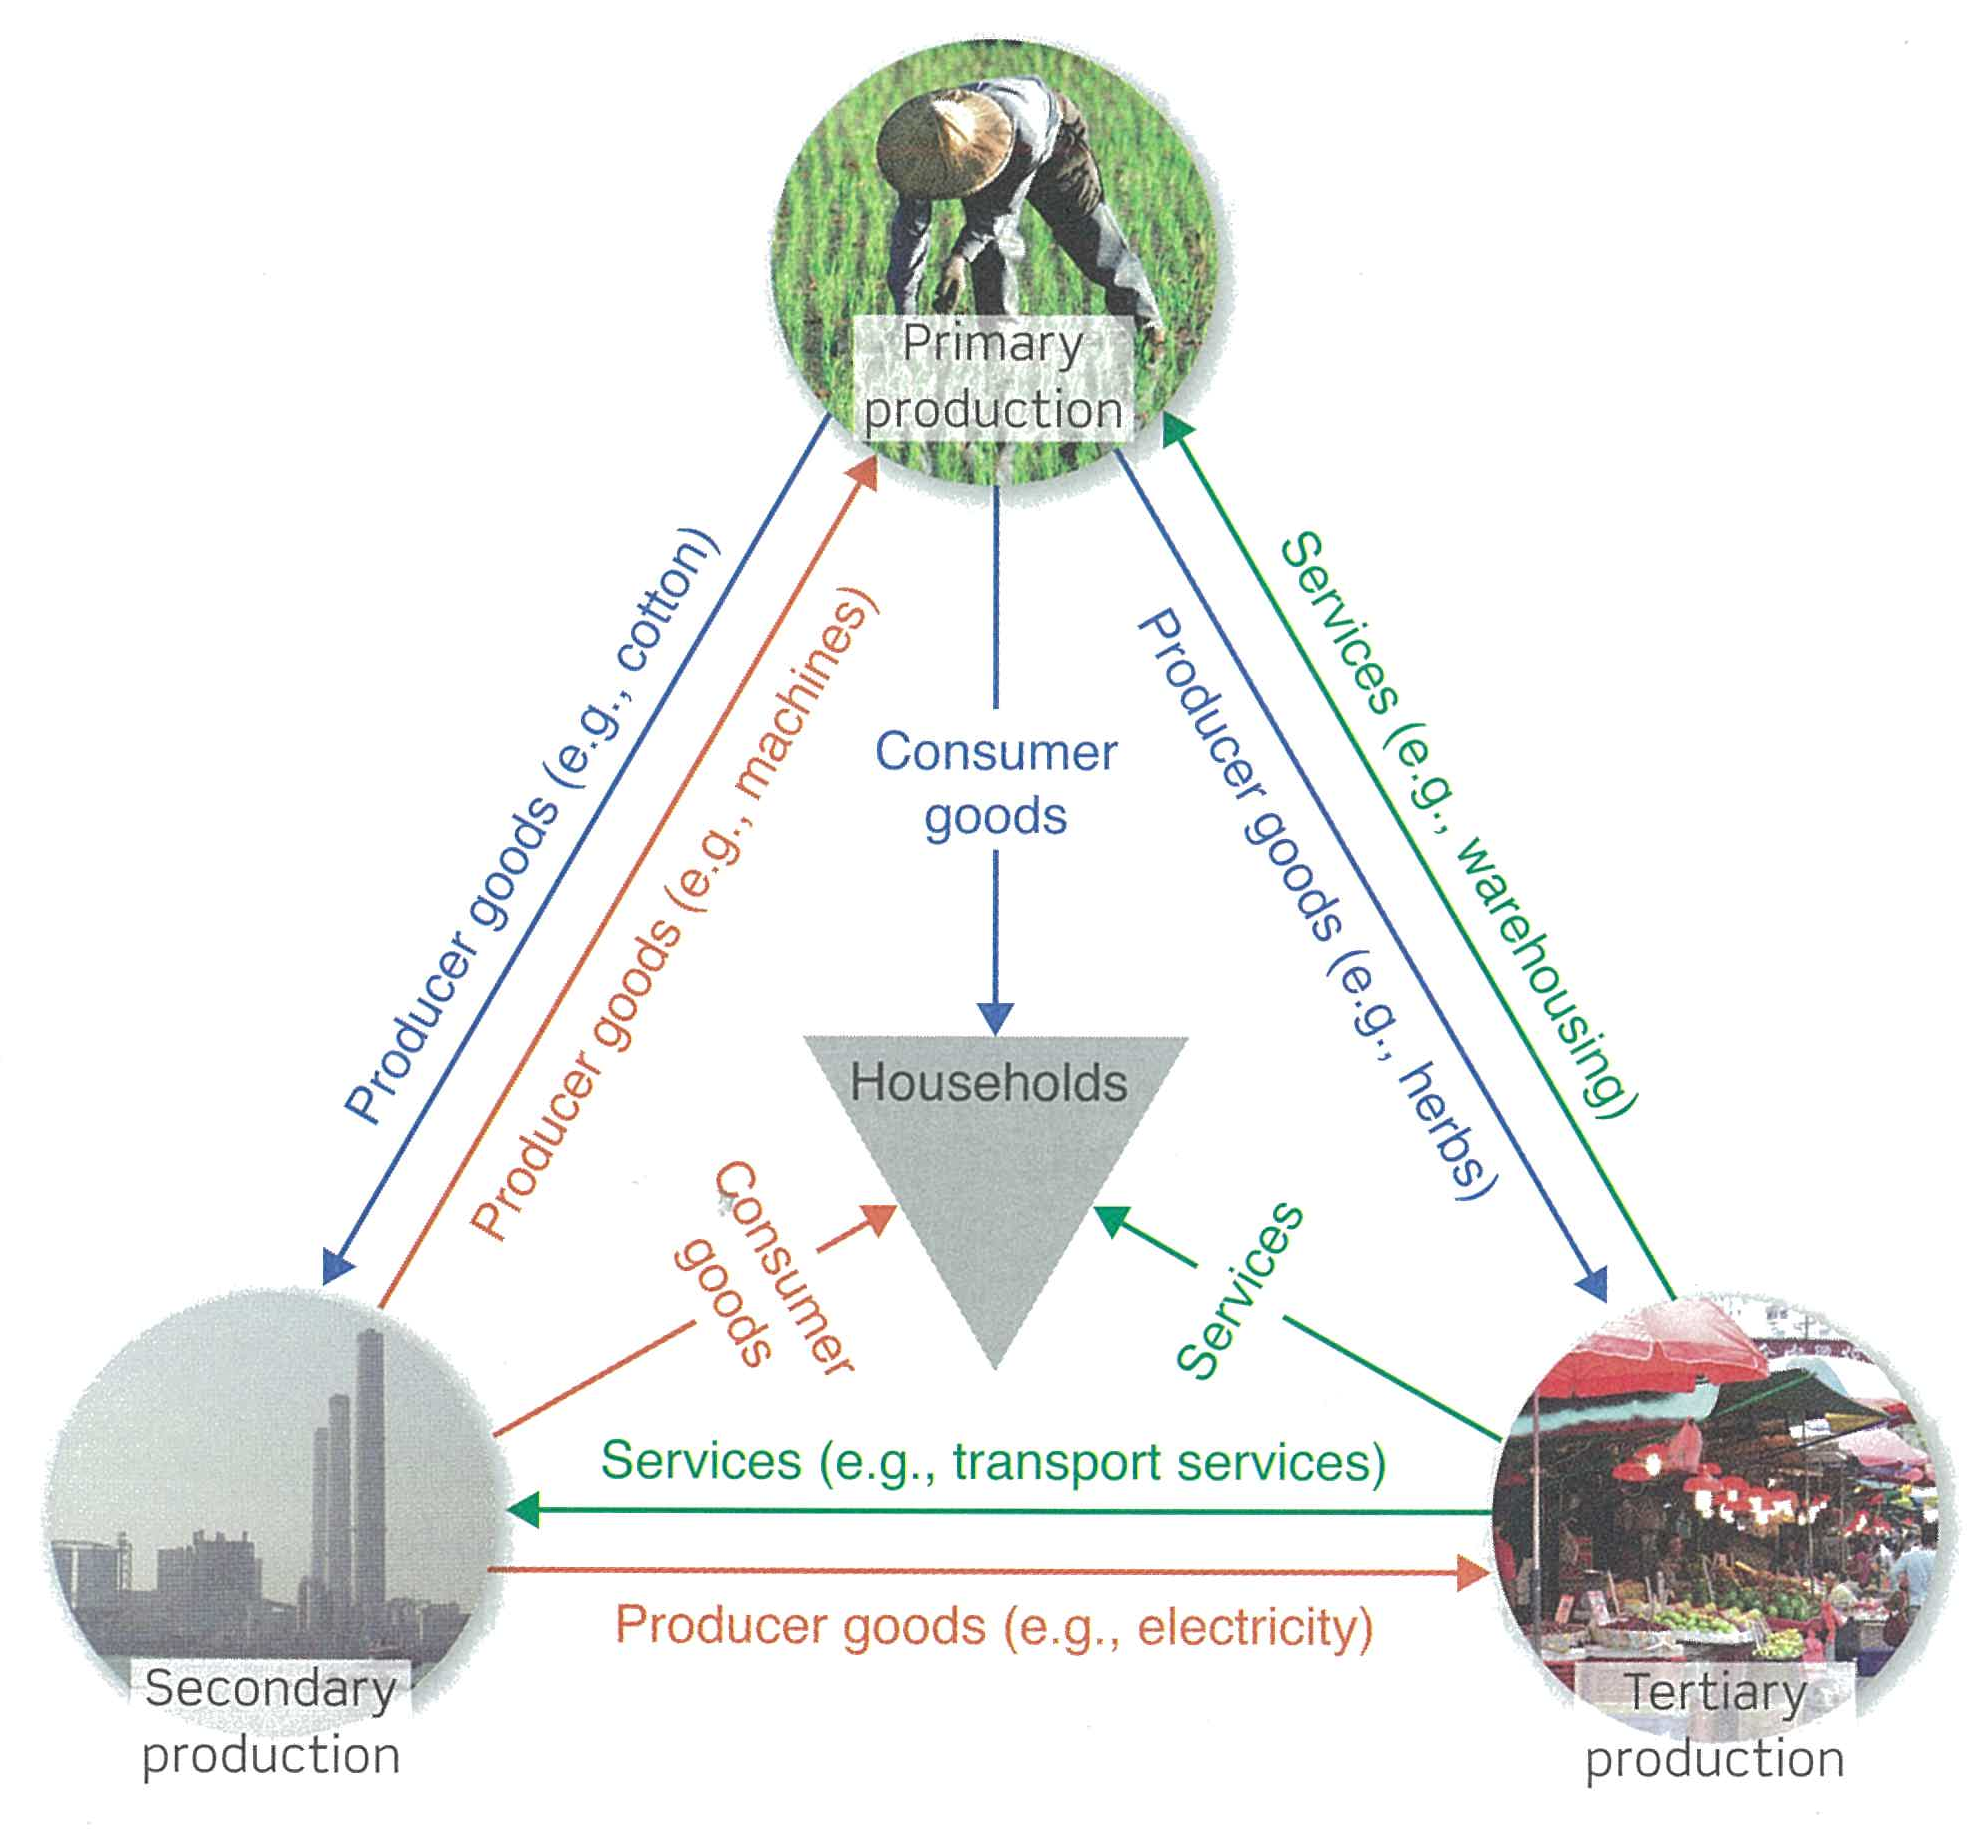 Primary
production
Producer goods (e.g., cotton)
Producer goods (e.g., machines)
Consumer
goods
Producer goods (e.g., herbs)
Services (e.g., warehousing)
Households
Consumer
goods
Services
Services (e.g., transport services)
Producer goods (e.g., electricity)
Secondary
production
Tertiary
production